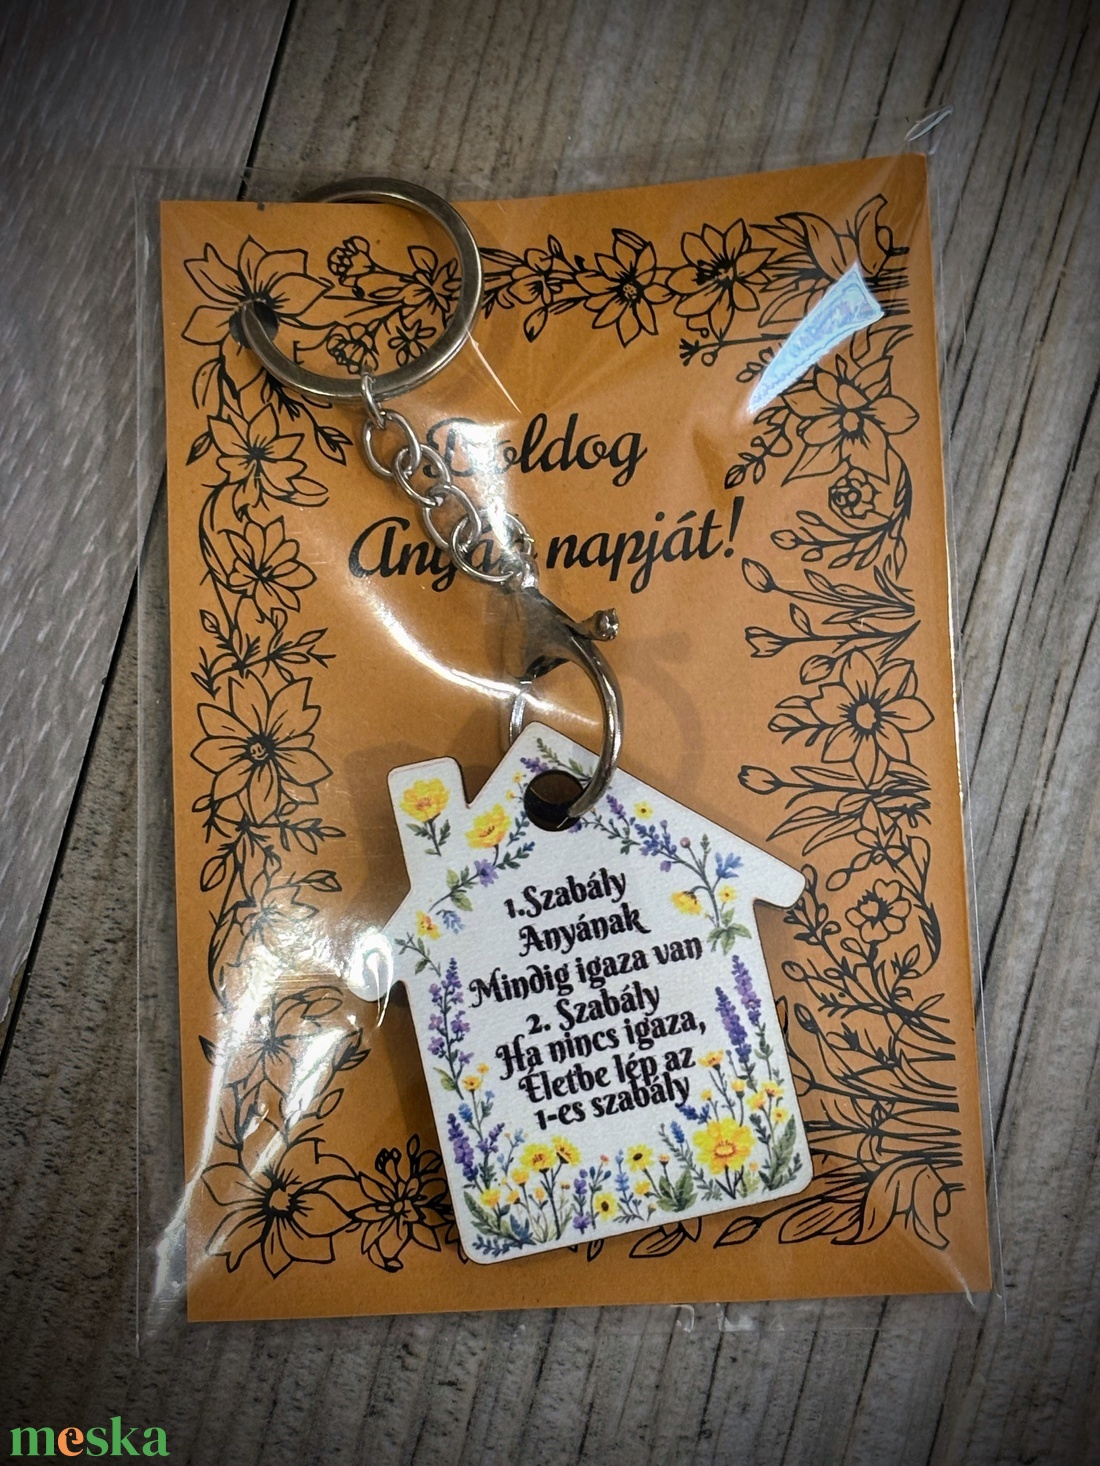 Boldog
Anyák napját!
1.Szabály
Anyának
Mindig igaza van
2. Szabály
Ha nincs igaza,
Életbe lép az
1-es szabály
meska